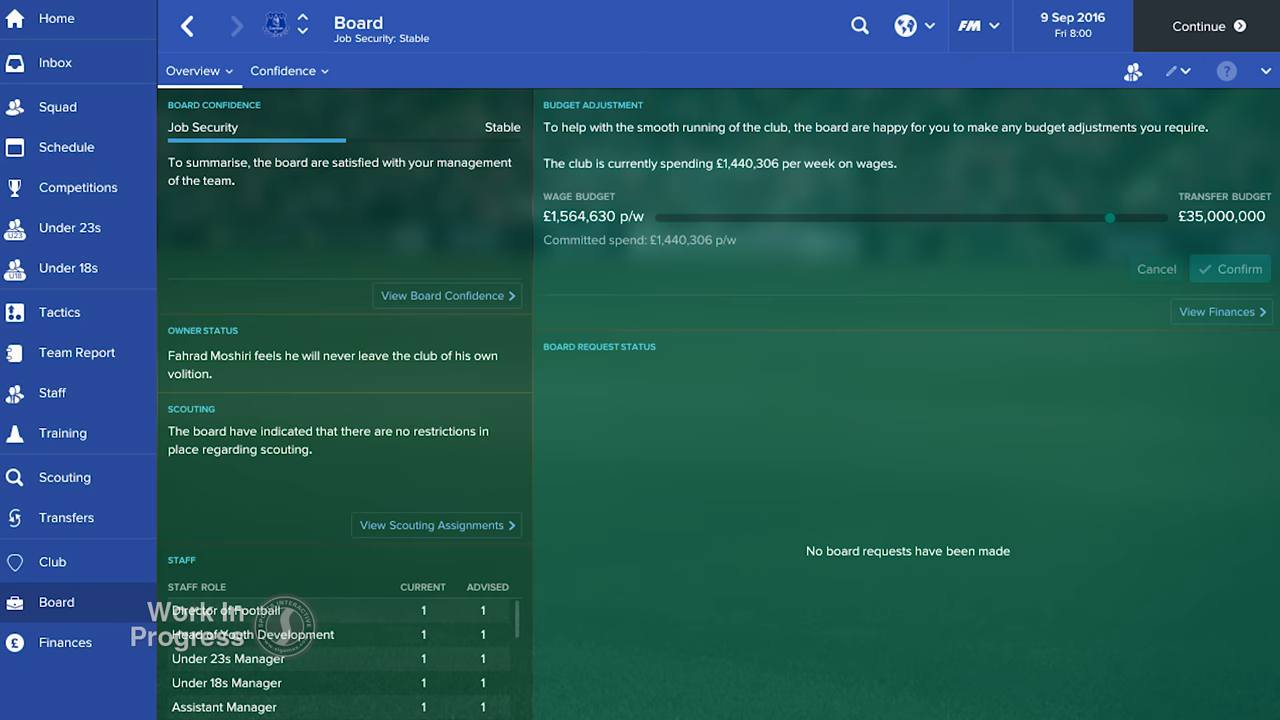 Home
Inbox
Squad
Schedule
Competitions
Under 23s
Under 18s
Tactics
Team Report
Staff
Training
Scouting
Transfers
Club
Board
Finances
Board
Job Security: Stable
FM
9 Sep 2016
Fri 8:00
Continue
Overview
Confidence
?
BOARD CONFIDENCE
Job Security Stable
To summarise, the board are satisfied with your management
of the team.
View Board Confidence
OWNER STATUS
Fahrad Moshiri feels he will never leave the club of his own
volition.
SCOUTING
The board have indicated that there are no restrictions in
place regarding scouting.
View Scouting Assignments
STAFF
STAFF ROLE CURRENT ADVISED
Director of Football 1 1
Head of Youth Development 1 1
Under 23s Manager 1 1
Under 18s Manager 1 1
Assistant Manager 1 1
Work In
Progress
SPORTS INTERACTIVE
BUDGET ADJUSTMENT
To help with the smooth running of the club, the board are happy for you to make any budget adjustments you require.
The club is currently spending £1,440,306 per week on wages.
WAGE BUDGET TRANSFER BUDGET
£1,564,630 p/w £35,000,000
Committed spend: £1,440,306 p/w
Cancel Confirm
View Finances
BOARD REQUEST STATUS
No board requests have been made